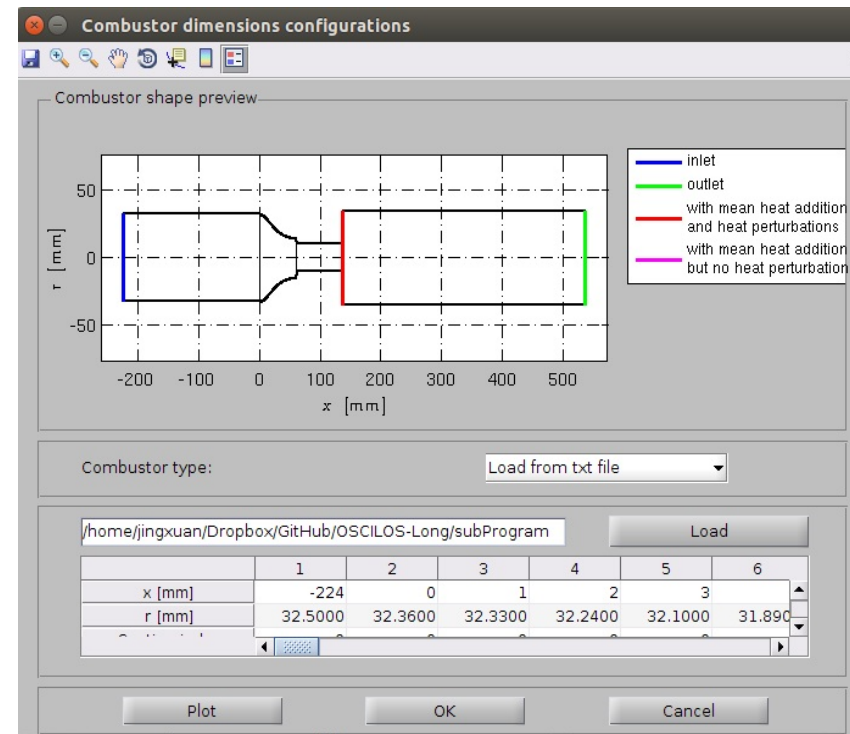 Combustor dimensions configurations
Combustor shape preview
50
0
-50
r [mm]
-200 -100 0 100 200 300 400 500
x [mm]
inlet
outlet
with mean heat addition
and heat perturbations
with mean heat addition
but no heat perturbation
Combustor type:
Load from txt file
/home/jingxuan/Dropbox/GitHub/OSCILOS-Long/subProgram
Load
1 2 3 4 5 6
x [mm] -224 0 1 2 3
r [mm] 32.5000 32.3600 32.3300 32.2400 32.1000 31.890
Plot
OK
Cancel